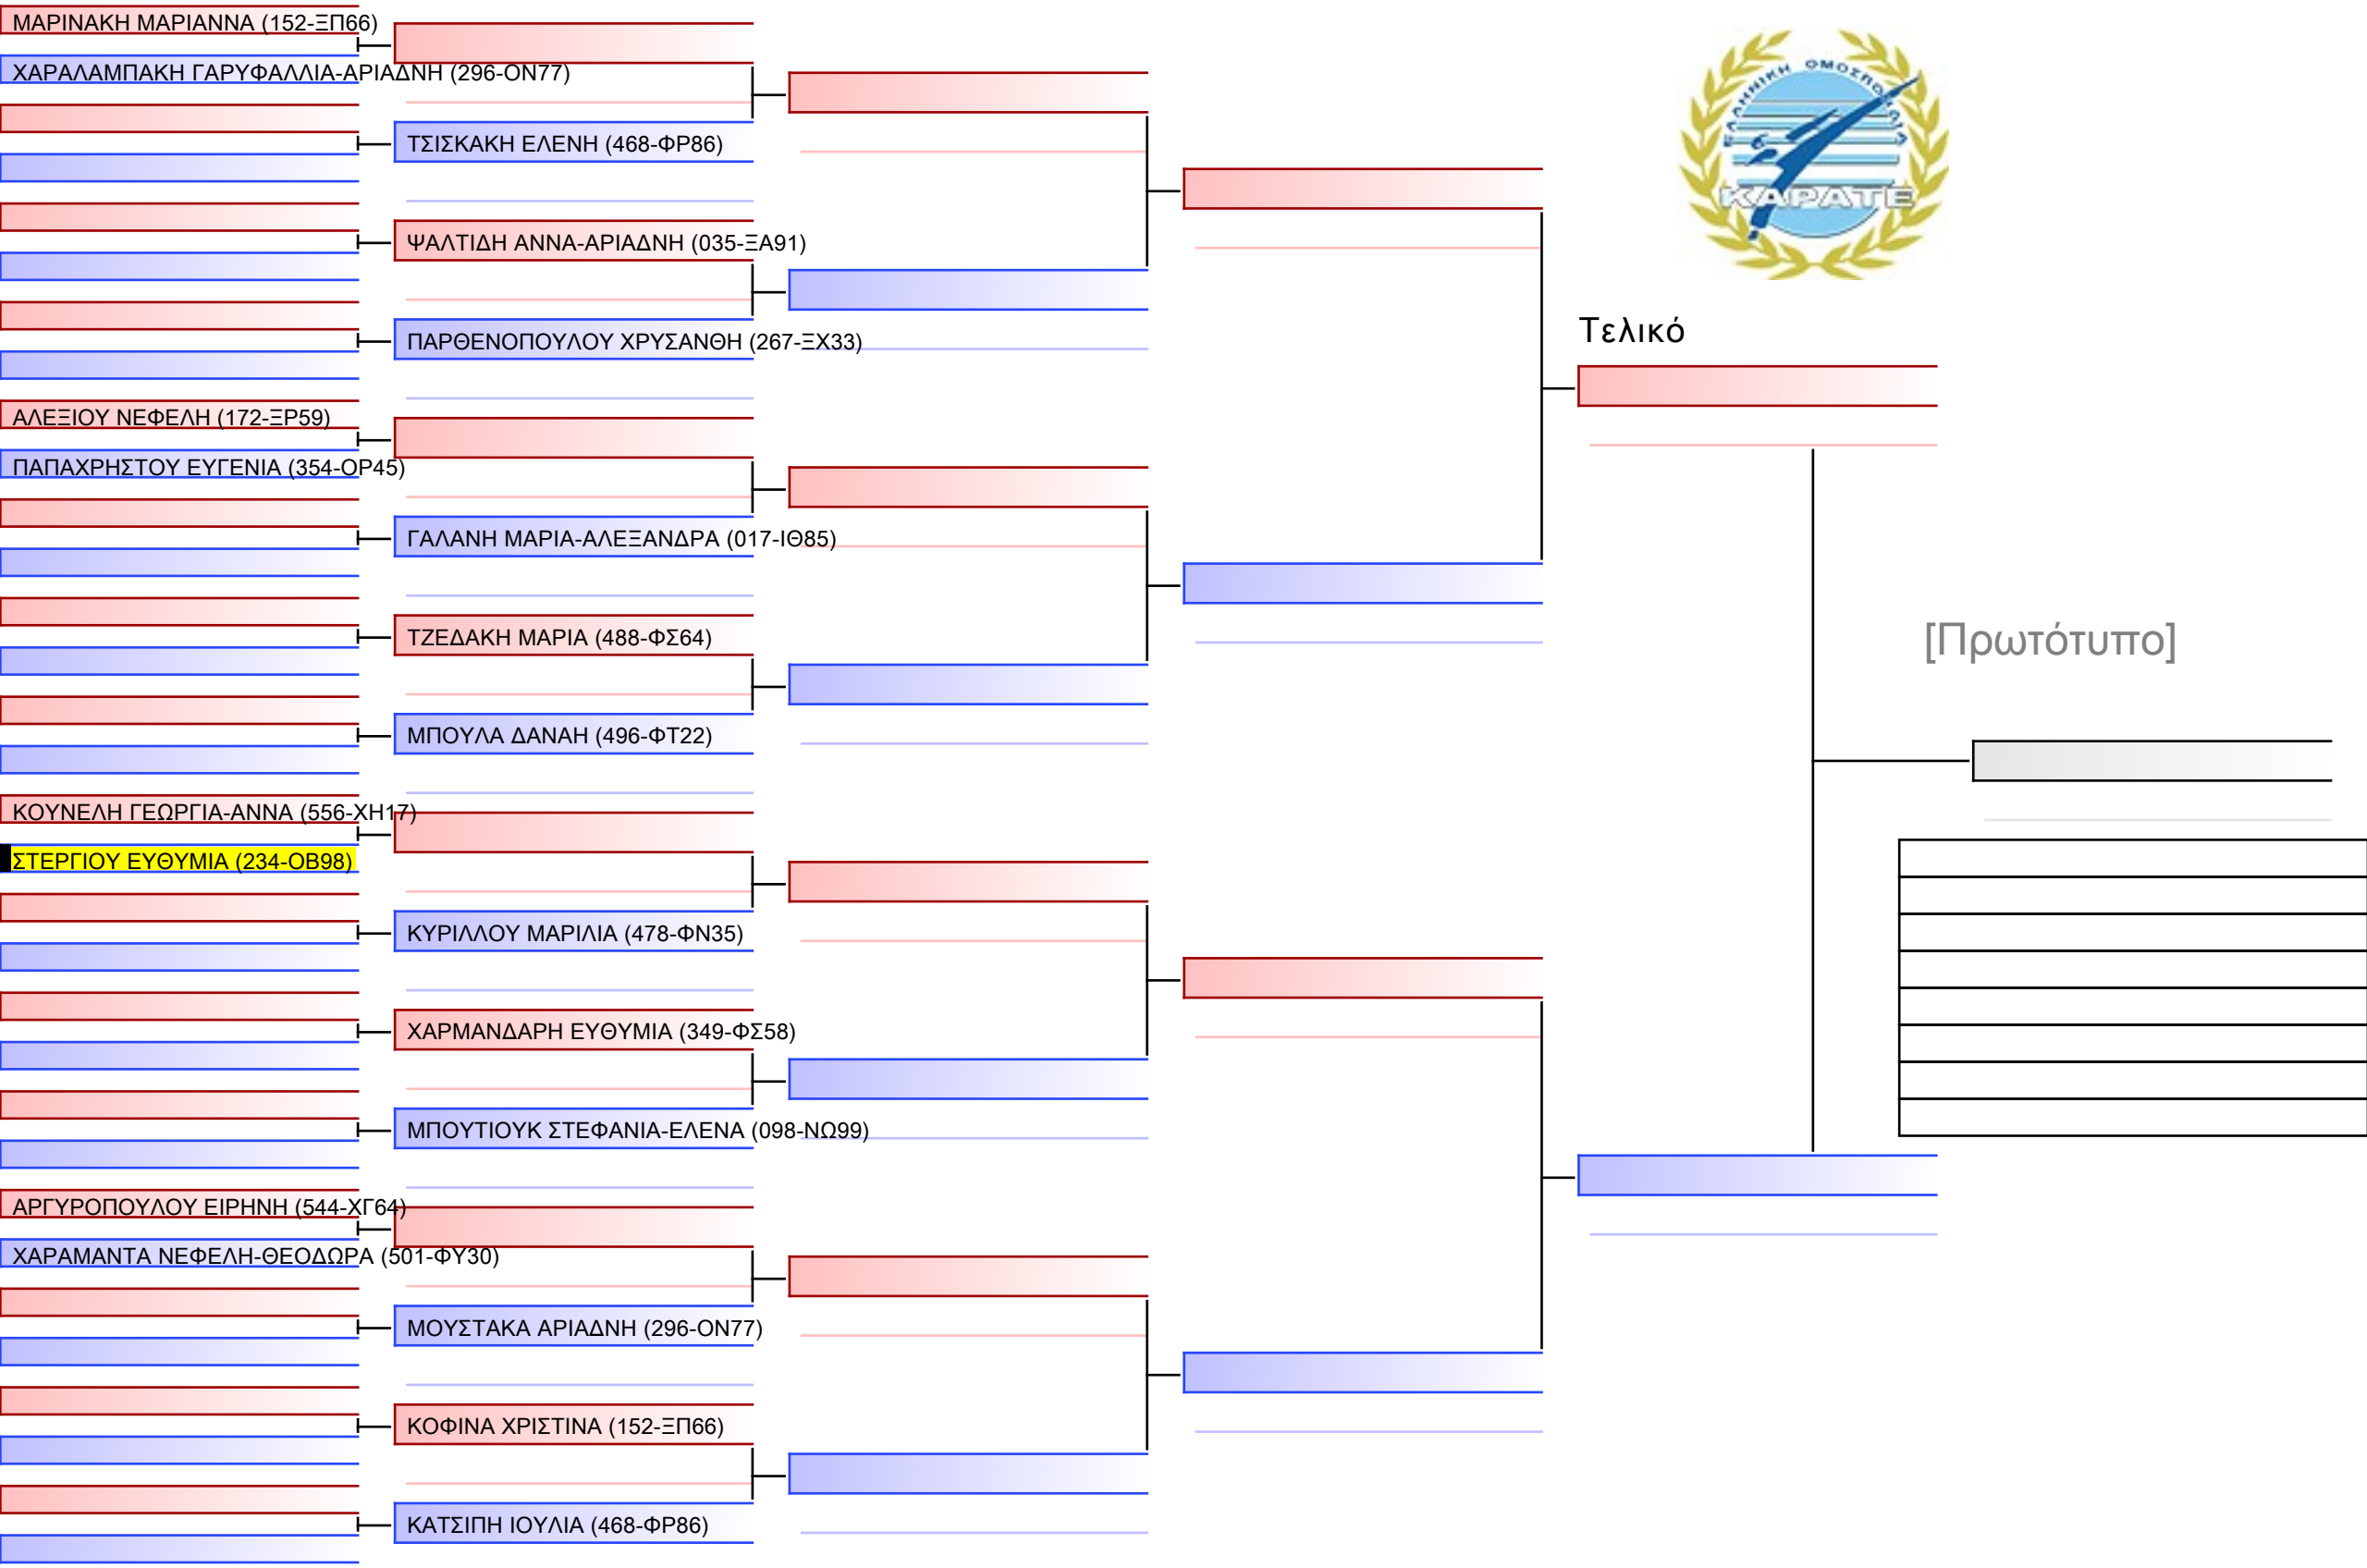 ΜΑΡΙΝΑΚΗ ΜΑΡΙΑΝΝΑ (152-ΞΠ66)
ΧΑΡΑΛΑΜΠΑΚΗ ΓΑΡΥΦΑΛΛΙΑ-ΑΡΙΑΔΝΗ (296-ΟΝ77)
ΑΛΕΞΙΟΥ ΝΕΦΕΛΗ (172-ΞΡ59)
ΠΑΠΑΧΡΗΣΤΟΥ ΕΥΓΕΝΙΑ (354-ΟΡ45)
ΚΟΥΝΕΛΗ ΓΕΩΡΓΙΑ-ΑΝΝΑ (556-ΧΗ17)
ΣΤΕΡΓΙΟΥ ΕΥΘΥΜΙΑ (234-ΟΒ98)
ΑΡΓΥΡΟΠΟΥΛΟΥ ΕΙΡΗΝΗ (544-ΧΓ64)
ΧΑΡΑΜΑΝΤΑ ΝΕΦΕΛΗ-ΘΕΟΔΩΡΑ (501-ΦΥ30)
ΤΣΙΣΚΑΚΗ ΕΛΕΝΗ (468-ΦΡ86)
ΨΑΛΤΙΔΗ ΑΝΝΑ-ΑΡΙΑΔΝΗ (035-ΞΑ91)
ΠΑΡΘΕΝΟΠΟΥΛΟΥ ΧΡΥΣΑΝΘΗ (267-ΞΧ33)
ΓΑΛΑΝΗ ΜΑΡΙΑ-ΑΛΕΞΑΝΔΡΑ (017-ΙΘ85)
ΤΖΕΔΑΚΗ ΜΑΡΙΑ (488-ΦΣ64)
ΜΠΟΥΛΑ ΔΑΝΑΗ (496-ΦΤ22)
ΚΥΡΙΛΛΟΥ ΜΑΡΙΛΙΑ (478-ΦΝ35)
ΧΑΡΜΑΝΔΑΡΗ ΕΥΘΥΜΙΑ (349-ΦΣ58)
ΜΠΟΥΤΙΟΥΚ ΣΤΕΦΑΝΙΑ-ΕΛΕΝΑ (098-ΝΩ99)
ΜΟΥΣΤΑΚΑ ΑΡΙΑΔΝΗ (296-ΟΝ77)
ΚΟΦΙΝΑ ΧΡΙΣΤΙΝΑ (152-ΞΠ66)
ΚΑΤΣΙΠΗ ΙΟΥΛΙΑ (468-ΦΡ86)
ΕΛΛΗΝΙΚΗ ΟΜΟΣΠΟΝΔΙΑ
ΚΑΡΑΤΕ
Τελικό
[Πρωτότυπο]